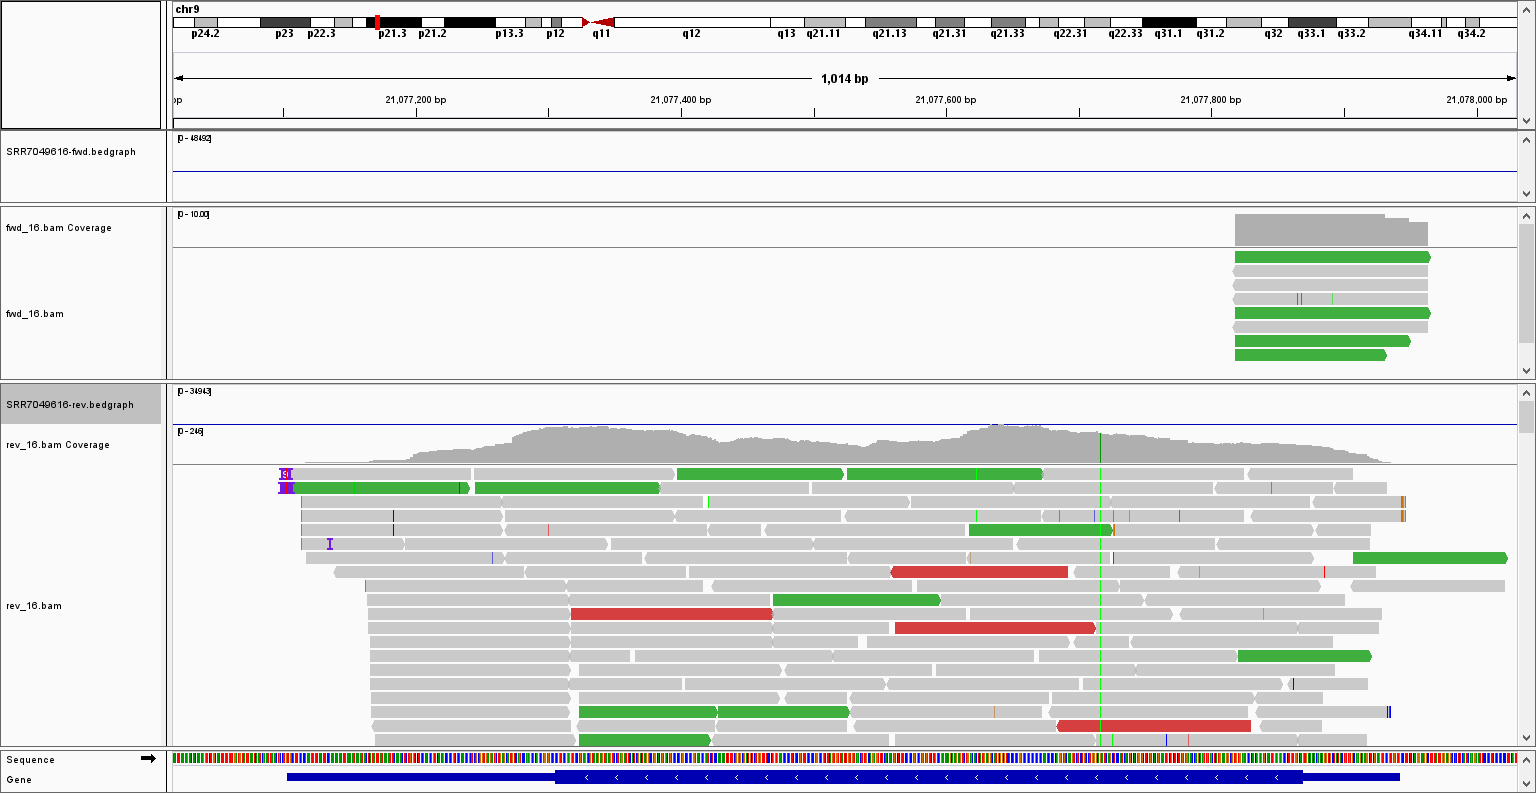 chr9
p24.2 p23 p22.3 p21.3 p21.2 p13.3 p12 q11 q12 q13 q21.11 q21.13 q21.31 q21.33 q22.31 q22.33 q31.1 q31.2 q32 q33.1 q33.2 q34.11 q34.2
1,014 bp
bp 21,077,200 bp 21,077,400 bp 21,077,600 bp 21,077,800 bp 21,078,000 bp
[0 - 48492]
SRR7049616-fwd.bedgraph
[0 - 10.00]
fwd_16.bam Coverage
fwd_16.bam
[0 - 34943]
SRR7049616-rev.bedgraph
[0 - 246]
rev_16.bam Coverage
rev_16.bam
Sequence
Gene